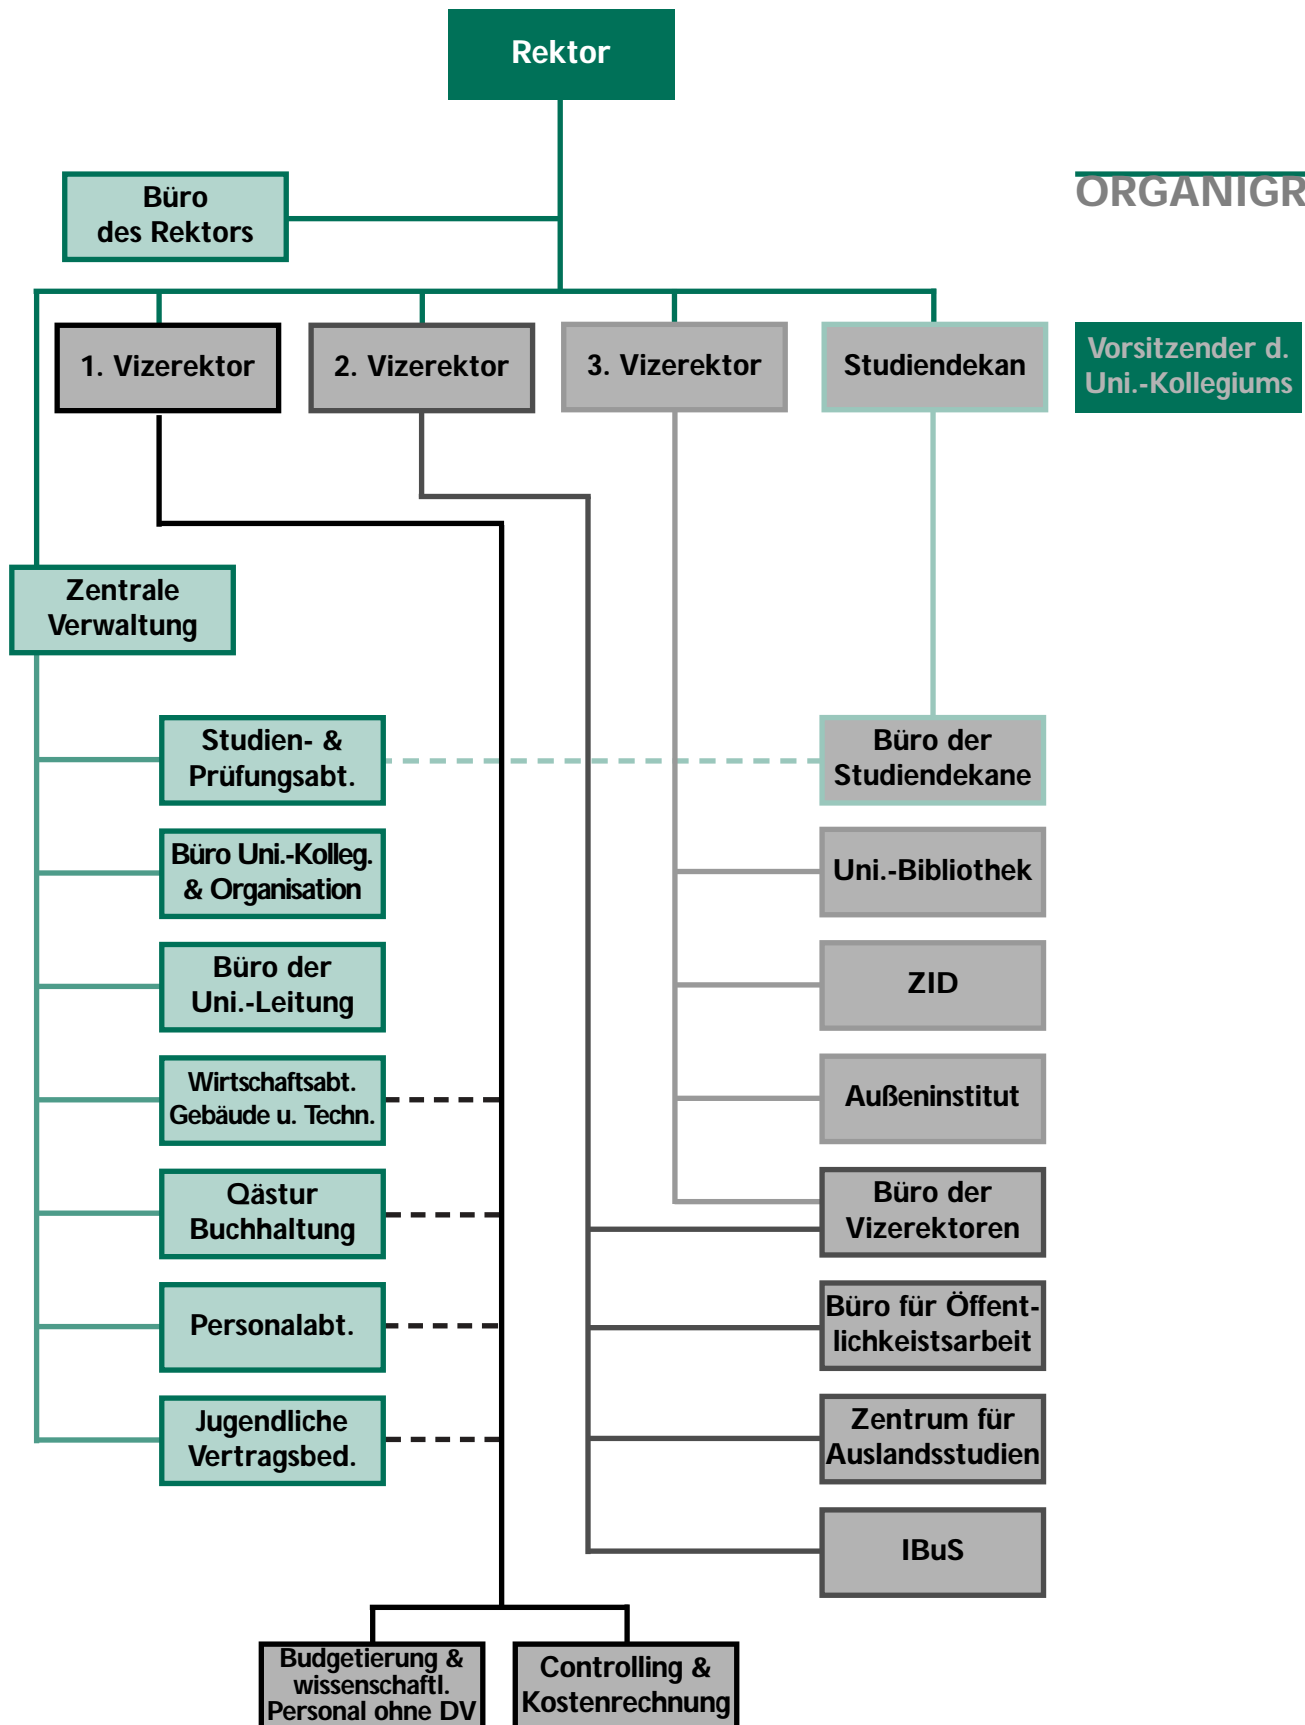 Rektor
Büro
des Rektors
ORGANIGR
1. Vizerektor
2. Vizerektor
3. Vizerektor
Studiendekan
Vorsitzender d.
Uni.-Kollegiums
Zentrale
Verwaltung
Studien- &
Prüfungsabt.
Büro der
Studiendekane
Büro Uni.-Kolleg.
& Organisation
Uni.-Bibliothek
Büro der
Uni.-Leitung
ZID
Wirtschaftsabt.
Gebäude u. Techn.
Außeninstitut
Qästur
Buchhaltung
Büro der
Vizerektoren
Personalabt.
Büro für Öffent-
lichkeistsarbeit
Jugendliche
Vertragsbed.
Zentrum für
Auslandsstudien
IBuS
Budgetierung &
wissenschaftl.
Personal ohne DV
Controlling &
Kostenrechnung